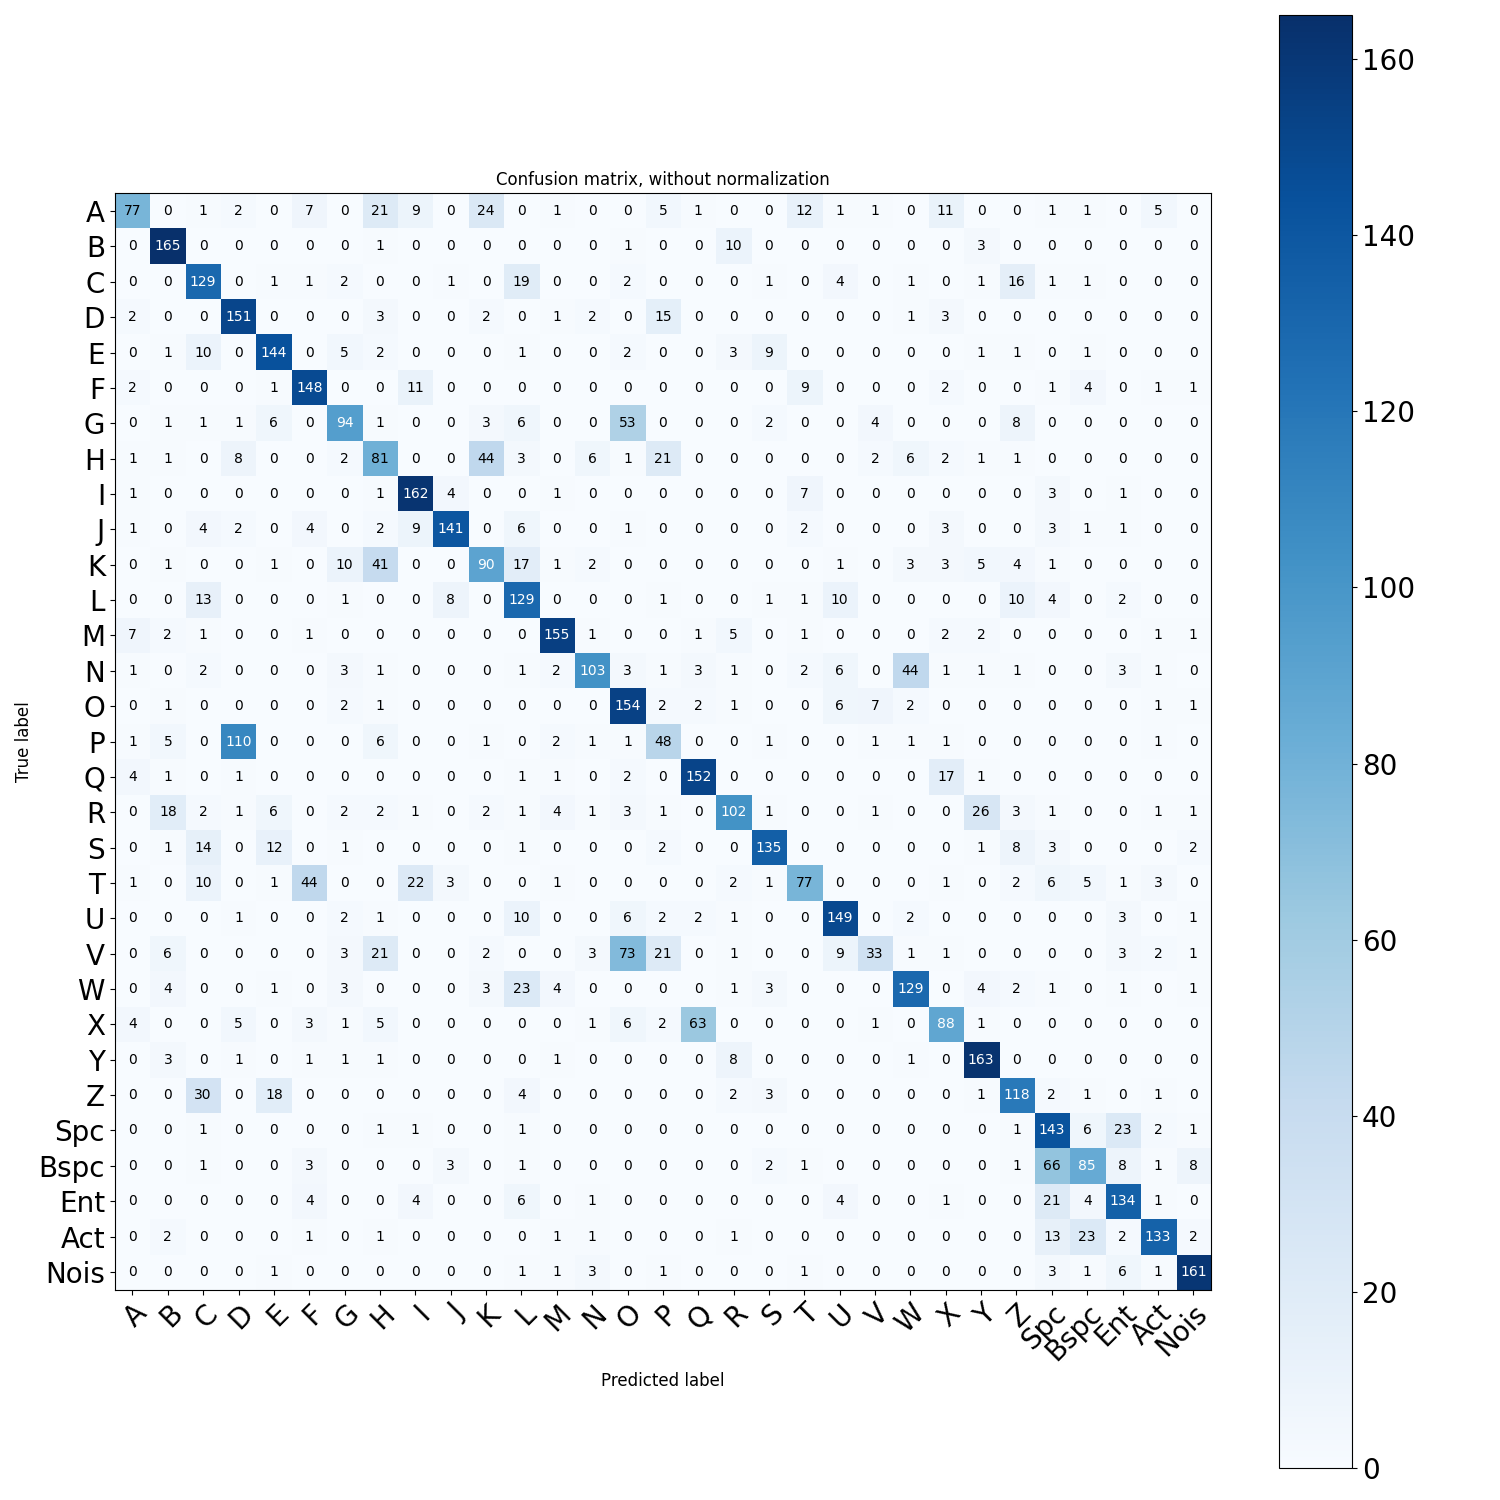 Confusion matrix, without normalization
A 77 0 1 2 0 7 0 21 9 0 24 0 1 0 0 5 1 0 0 12 1 1 0 11 0 0 1 1 0 5 0
B 0 165 0 0 0 0 0 1 0 0 0 0 0 0 1 0 0 10 0 0 0 0 0 0 3 0 0 0 0 0 0
C 0 0 129 0 1 1 2 0 0 1 0 19 0 0 2 0 0 0 1 0 4 0 1 0 1 16 1 1 0 0 0
D 2 0 0 151 0 0 0 3 0 0 2 0 1 2 0 15 0 0 0 0 0 0 1 3 0 0 0 0 0 0 0
E 0 1 10 0 144 0 5 2 0 0 0 1 0 0 2 0 0 3 9 0 0 0 0 0 1 1 0 1 0 0 0
F 2 0 0 0 1 148 0 0 11 0 0 0 0 0 0 0 0 0 0 9 0 0 0 2 0 0 1 4 0 1 1
G 0 1 1 1 6 0 94 1 0 0 3 6 0 0 53 0 0 0 2 0 0 4 0 0 0 8 0 0 0 0 0
H 1 1 0 8 0 0 2 81 0 0 44 3 0 6 1 21 0 0 0 0 0 2 6 2 1 1 0 0 0 0 0
I 1 0 0 0 0 0 0 1 162 4 0 0 1 0 0 0 0 0 0 7 0 0 0 0 0 0 3 0 1 0 0
J 1 0 4 2 0 4 0 2 9 141 0 6 0 0 1 0 0 0 0 2 0 0 0 3 0 0 3 1 1 0 0
K 0 1 0 0 1 0 10 41 0 0 90 17 1 2 0 0 0 0 0 0 1 0 3 3 5 4 1 0 0 0 0
L 0 0 13 0 0 0 1 0 0 8 0 129 0 0 0 1 0 0 1 1 10 0 0 0 0 10 4 0 2 0 0
M 7 2 1 0 0 1 0 0 0 0 0 0 155 1 0 0 1 5 0 1 0 0 0 2 2 0 0 0 0 1 1
N 1 0 2 0 0 0 3 1 0 0 0 1 2 103 3 1 3 1 0 2 6 0 44 1 1 1 0 0 3 1 0
O 0 1 0 0 0 0 2 1 0 0 0 0 0 0 154 2 2 1 0 0 6 7 2 0 0 0 0 0 0 1 1
P 1 5 0 110 0 0 0 6 0 0 1 0 2 1 1 48 0 0 1 0 0 1 1 1 0 0 0 0 0 1 0
Q 4 1 0 1 0 0 0 0 0 0 0 1 1 0 2 0 152 0 0 0 0 0 0 17 1 0 0 0 0 0 0
R 0 18 2 1 6 0 2 2 1 0 2 1 4 1 3 1 0 102 1 0 0 1 0 0 26 3 1 0 0 1 1
S 0 1 14 0 12 0 1 0 0 0 0 1 0 0 0 2 0 0 135 0 0 0 0 0 1 8 3 0 0 0 2
T 1 0 10 0 1 44 0 0 22 3 0 0 1 0 0 0 0 2 1 77 0 0 0 1 0 2 6 5 1 3 0
U 0 0 0 1 0 0 2 1 0 0 0 10 0 0 6 2 2 1 0 0 149 0 2 0 0 0 0 0 3 0 1
V 0 6 0 0 0 0 3 21 0 0 2 0 0 3 73 21 0 1 0 0 9 33 1 1 0 0 0 0 3 2 1
W 0 4 0 0 1 0 3 0 0 0 3 23 4 0 0 0 0 1 3 0 0 0 129 0 4 2 1 0 1 0 1
X 4 0 0 5 0 3 1 5 0 0 0 0 0 1 6 2 63 0 0 0 0 1 0 88 1 0 0 0 0 0 0
Y 0 3 0 1 0 1 1 1 0 0 0 0 1 0 0 0 0 8 0 0 0 0 1 0 163 0 0 0 0 0 0
Z 0 0 30 0 18 0 0 0 0 0 0 4 0 0 0 0 0 2 3 0 0 0 0 0 1 118 2 1 0 1 0
Spc 0 0 1 0 0 0 0 1 1 0 0 1 0 0 0 0 0 0 0 0 0 0 0 0 0 1 143 6 23 2 1
Bspc 0 0 1 0 0 3 0 0 0 3 0 1 0 0 0 0 0 0 2 1 0 0 0 0 0 1 66 85 8 1 8
Ent 0 0 0 0 0 4 0 0 4 0 0 6 0 1 0 0 0 0 0 0 4 0 0 1 0 0 21 4 134 1 0
Act 0 2 0 0 0 1 0 1 0 0 0 0 1 1 0 0 0 1 0 0 0 0 0 0 0 0 13 23 2 133 2
Nois 0 0 0 0 1 0 0 0 0 0 0 1 1 3 0 1 0 0 0 1 0 0 0 0 0 0 3 1 6 1 161
A B C D E F G H I J K L M N O P Q R S T U V W X Y Z Spc Bspc Ent Act Nois
Predicted label
True label
160
140
120
100
80
60
40
20
0